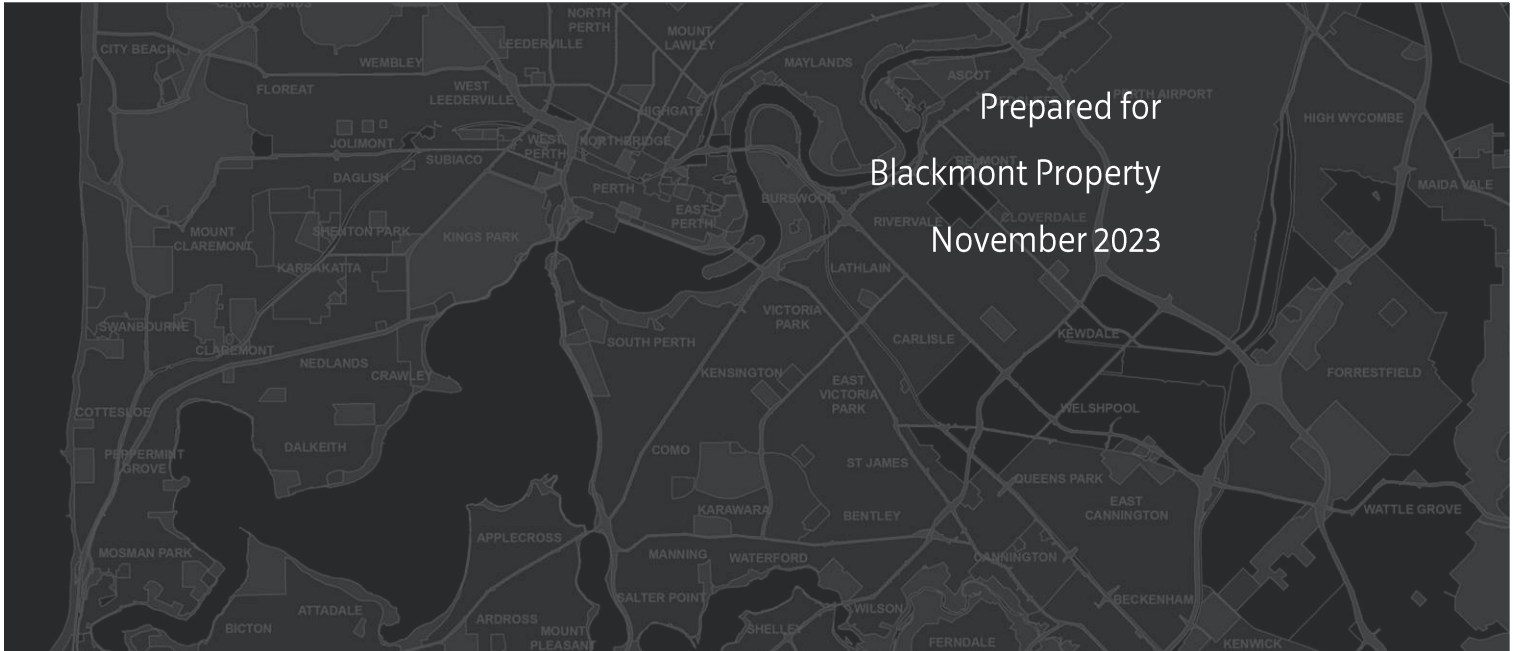 CHURCHLANDS
NORTH
PERTH
MOUNT
LAWLEY
CITY BEACH
LEEDERVILLE
WEMBLEY
MAYLANDS
ASCOT
FLOREAT
WEST
LEEDERVILLE
PERTH AIRPORT
Prepared for
HIGHGATE
HIGH WYCOMBE
JOLIMONT
WEST
PERTH
NORTHBRIDGE
SUBIACO
BELMONT
DAGLISH
Blackmont Property
PERTH
MAIDA VALE
BURSWOOD
EAST
PERTH
RIVERVALE
CLOVERDALE
MOUNT
CLAREMONT
SHENTON PARK
KINGS PARK
November 2023
KARRAKATTA
LATHLAIN
VICTORIA
PARK
SWANBOURNE
CLAREMONT
SOUTH PERTH
CARLISLE
KEWDALE
NEDLANDS
CRAWLEY
KENSINGTON
EAST
VICTORIA
PARK
FORRESTFIELD
COTTESLOE
WELSHPOOL
DALKEITH
PEPPERMINT
GROVE
COMO
ST JAMES
QUEENS PARK
EAST
CANNINGTON
KARAWARA
BENTLEY
WATTLE GROVE
APPLECROSS
MOSMAN PARK
MANNING
WATERFORD
CANNINGTON
SALTER POINT
BECKENHAM
ATTADALE
ARDROSS
WILSON
BICTON
MOUNT
PLEASANT
SHELLEY
FERNDALE
KENWICK